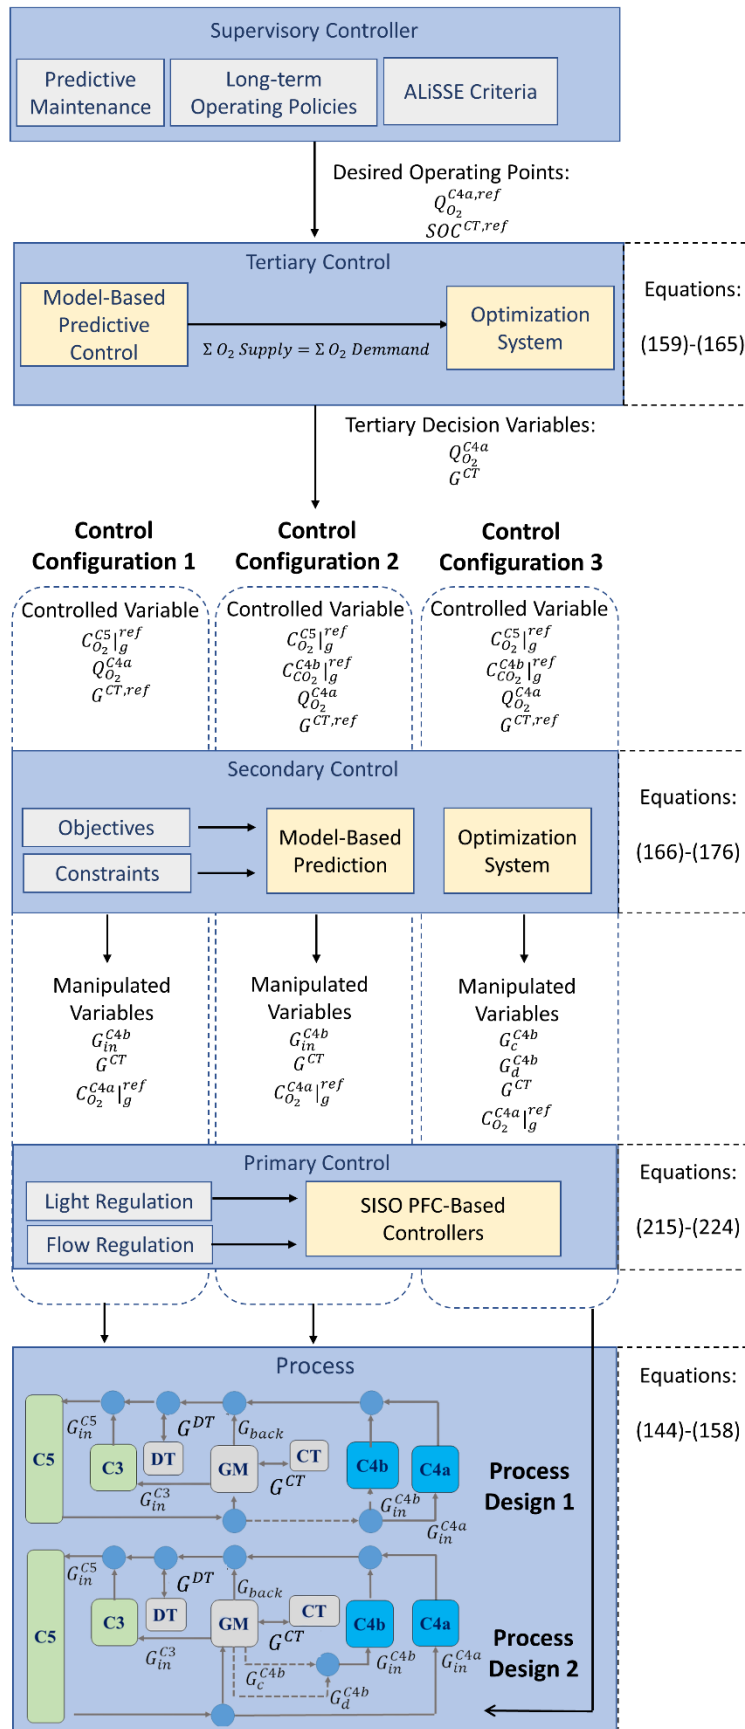 Supervisory Controller
Predictive Maintenance
Long-term Operating Policies
ALiSSE Criteria
Desired Operating Points:
Q_{O_2}^{C4a,ref}
SOC^{CT,ref}
Tertiary Control
Model-Based Predictive Control
Σ O_2 Supply = Σ O_2 Demmand
Optimization System
Equations:
(159)-(165)
Tertiary Decision Variables:
Q_{O_2}^{C4a}
G^{CT}
Control Configuration 1
Control Configuration 2
Control Configuration 3
Controlled Variable
C_{O_2}^{C5}|_g^{ref}
Q_{O_2}^{C4a}
G^{CT,ref}
Controlled Variable
C_{O_2}^{C5}|_g^{ref}
C_{CO_2}^{C4b}|_g^{ref}
Q_{O_2}^{C4a}
G^{CT,ref}
Controlled Variable
C_{O_2}^{C5}|_g^{ref}
C_{CO_2}^{C4b}|_g^{ref}
Q_{O_2}^{C4a}
G^{CT,ref}
Secondary Control
Objectives
Constraints
Model-Based Prediction
Optimization System
Equations:
(166)-(176)
Manipulated Variables
G_{in}^{C4b}
G^{CT}
C_{O_2}^{C4a}|_g^{ref}
Manipulated Variables
G_{in}^{C4b}
G^{CT}
C_{O_2}^{C4a}|_g^{ref}
Manipulated Variables
G_c^{C4b}
G_d^{C4b}
G^{CT}
C_{O_2}^{C4a}|_g^{ref}
Primary Control
Light Regulation
Flow Regulation
SISO PFC-Based Controllers
Equations:
(215)-(224)
Process
C5
G_{in}^{C5}
C3
G_{in}^{C3}
G^{DT}
DT
G_{back}
GM
G^{CT}
CT
C4b
G_{in}^{C4b}
C4a
G_{in}^{C4a}
Process Design 1
Equations:
(144)-(158)
C5
G_{in}^{C5}
C3
G_{in}^{C3}
G^{DT}
DT
G_{back}
GM
G^{CT}
CT
G_c^{C4b}
G_d^{C4b}
C4b
G_{in}^{C4b}
C4a
G_{in}^{C4a}
Process Design 2